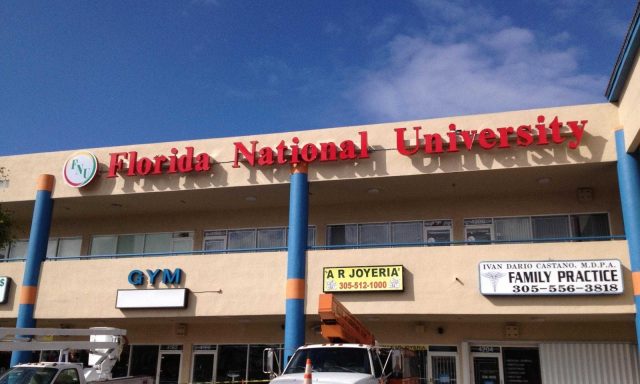 FNU
Florida National University
GYM
A R JOYERIA
305-512-1000
IVAN DARIO CASTANO, M.D.P.A.
FAMILY PRACTICE
305-556-3818